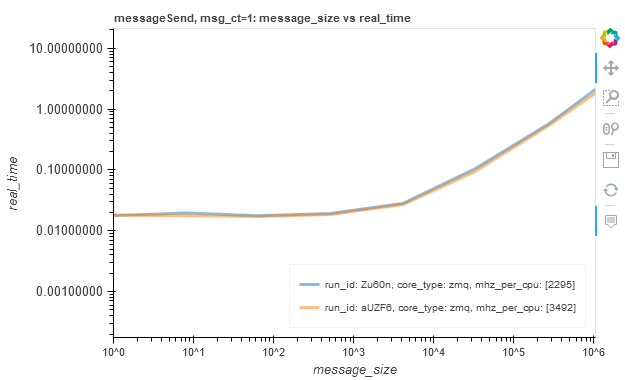 messageSend, msg_ct=1: message_size vs real_time
10.00000000
1.00000000
0.10000000
0.01000000
0.00100000
real_time
run_id: Zu60n, core_type: zmq, mhz_per_cpu: [2295]
run_id: aUZF6, core_type: zmq, mhz_per_cpu: [3492]
10^0 10^1 10^2 10^3 10^4 10^5 10^6
message_size